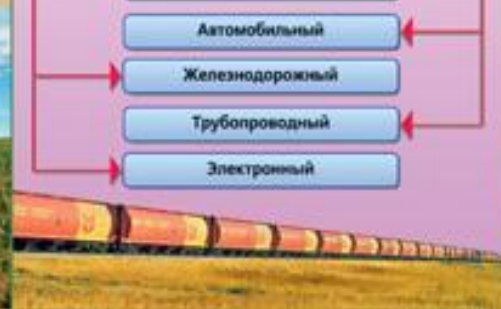 Автомобильный
Железнодорожный
Трубопроводный
Электронный